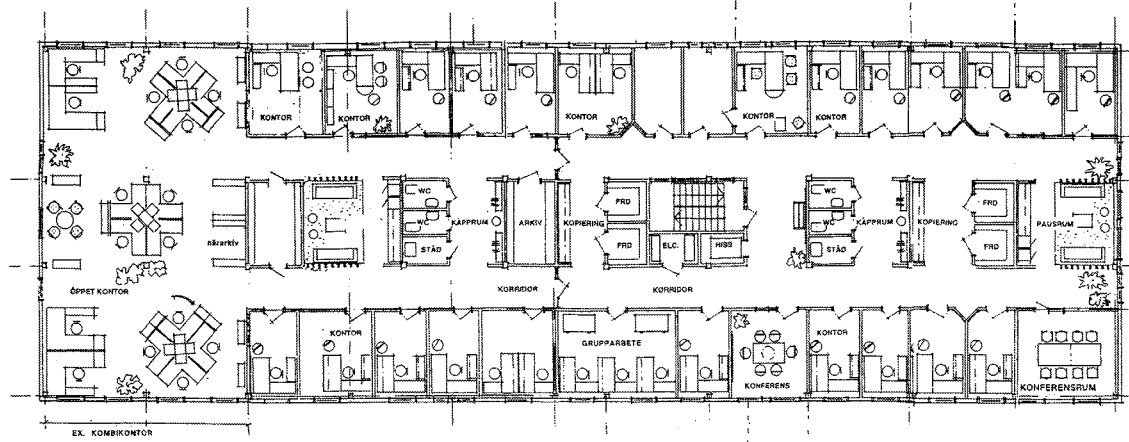 KONTOR
KONTOR
KONTOR
KONTOR
KONTOR
WC
WC
STÄD
KAPPRUM
ARKIV
KOPIERING
FRD
FRD
ELC.
HISS
WC
WC
STÄD
KAPPRUM
KOPIERING
FRD
FRD
PAUSRUM
närarkiv
ÖPPET KONTOR
KORRIDOR
KORRIDOR
KONTOR
GRUPPARBETE
KONFERENS
KONTOR
KONFERENSRUM
EX. KOMBIKONTOR